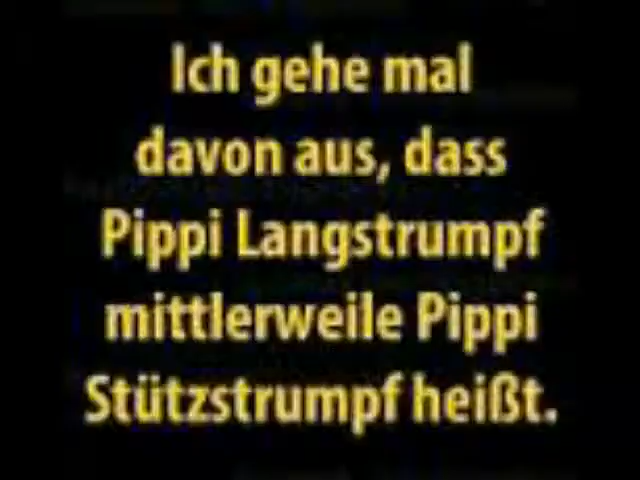 Ich gehe mal
davon aus, dass
Pippi Langstrumpf
mittlerweile Pippi
Stützstrumpf heißt.